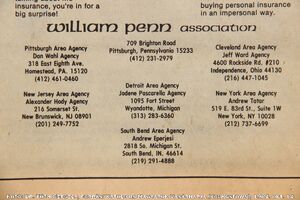 insurance, you're in for a
big surprise!
buying personal insurance
in an impersonal way.
william penn association
709 Brighton Road
Pittsburgh, Pennsylvania 15233
(412) 231-2979
Pittsburgh Area Agency
Dan Wahl Agency
318 East Eighth Ave.
Homestead, PA. 15120
(412) 461-0460
Cleveland Area Agency
Jeff Ward Agency
4600 Rockside Rd. #210
Independence, Ohio 44130
(216) 447-1045
New Jersey Area Agency
Alexander Hody Agency
216 Somerset St.
New Brunswick, NJ 08901
(201) 249-7752
Detroit Area Agency
Jodene Pascarella Agency
1095 Fort Street
Wyandotte, Michigan
(313) 283-6360
New York Area Agency
Andrew Tatar
519 E. 83rd St., Suite 1W
New York, NY 10028
(212) 737-6699
South Bend Area Agency
Andrew Eperjesi
2818 So. Michigan St.
South Bend, IN. 46614
(219) 291-4888